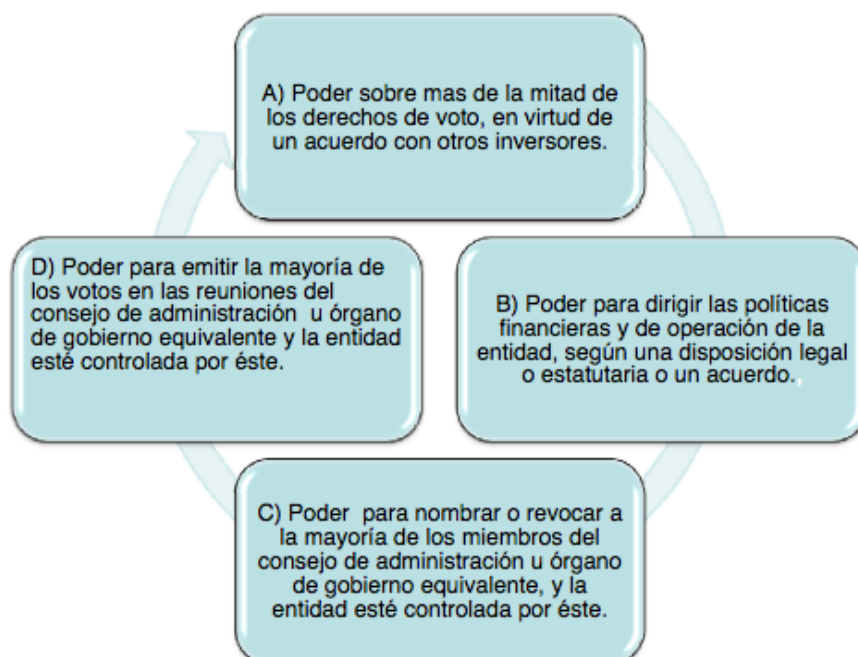 A) Poder sobre mas de la mitad de
los derechos de voto, en virtud de
un acuerdo con otros inversores.
B) Poder para dirigir las políticas
financieras y de operación de la
entidad, según una disposición legal
o estatutaria o un acuerdo.,
C) Poder para nombrar o revocar a
la mayoría de los miembros del
consejo de administración u órgano
de gobierno equivalente, y la
entidad esté controlada por éste.
D) Poder para emitir la mayoría de
los votos en las reuniones del
consejo de administración u órgano
de gobierno equivalente y la entidad
esté controlada por éste.